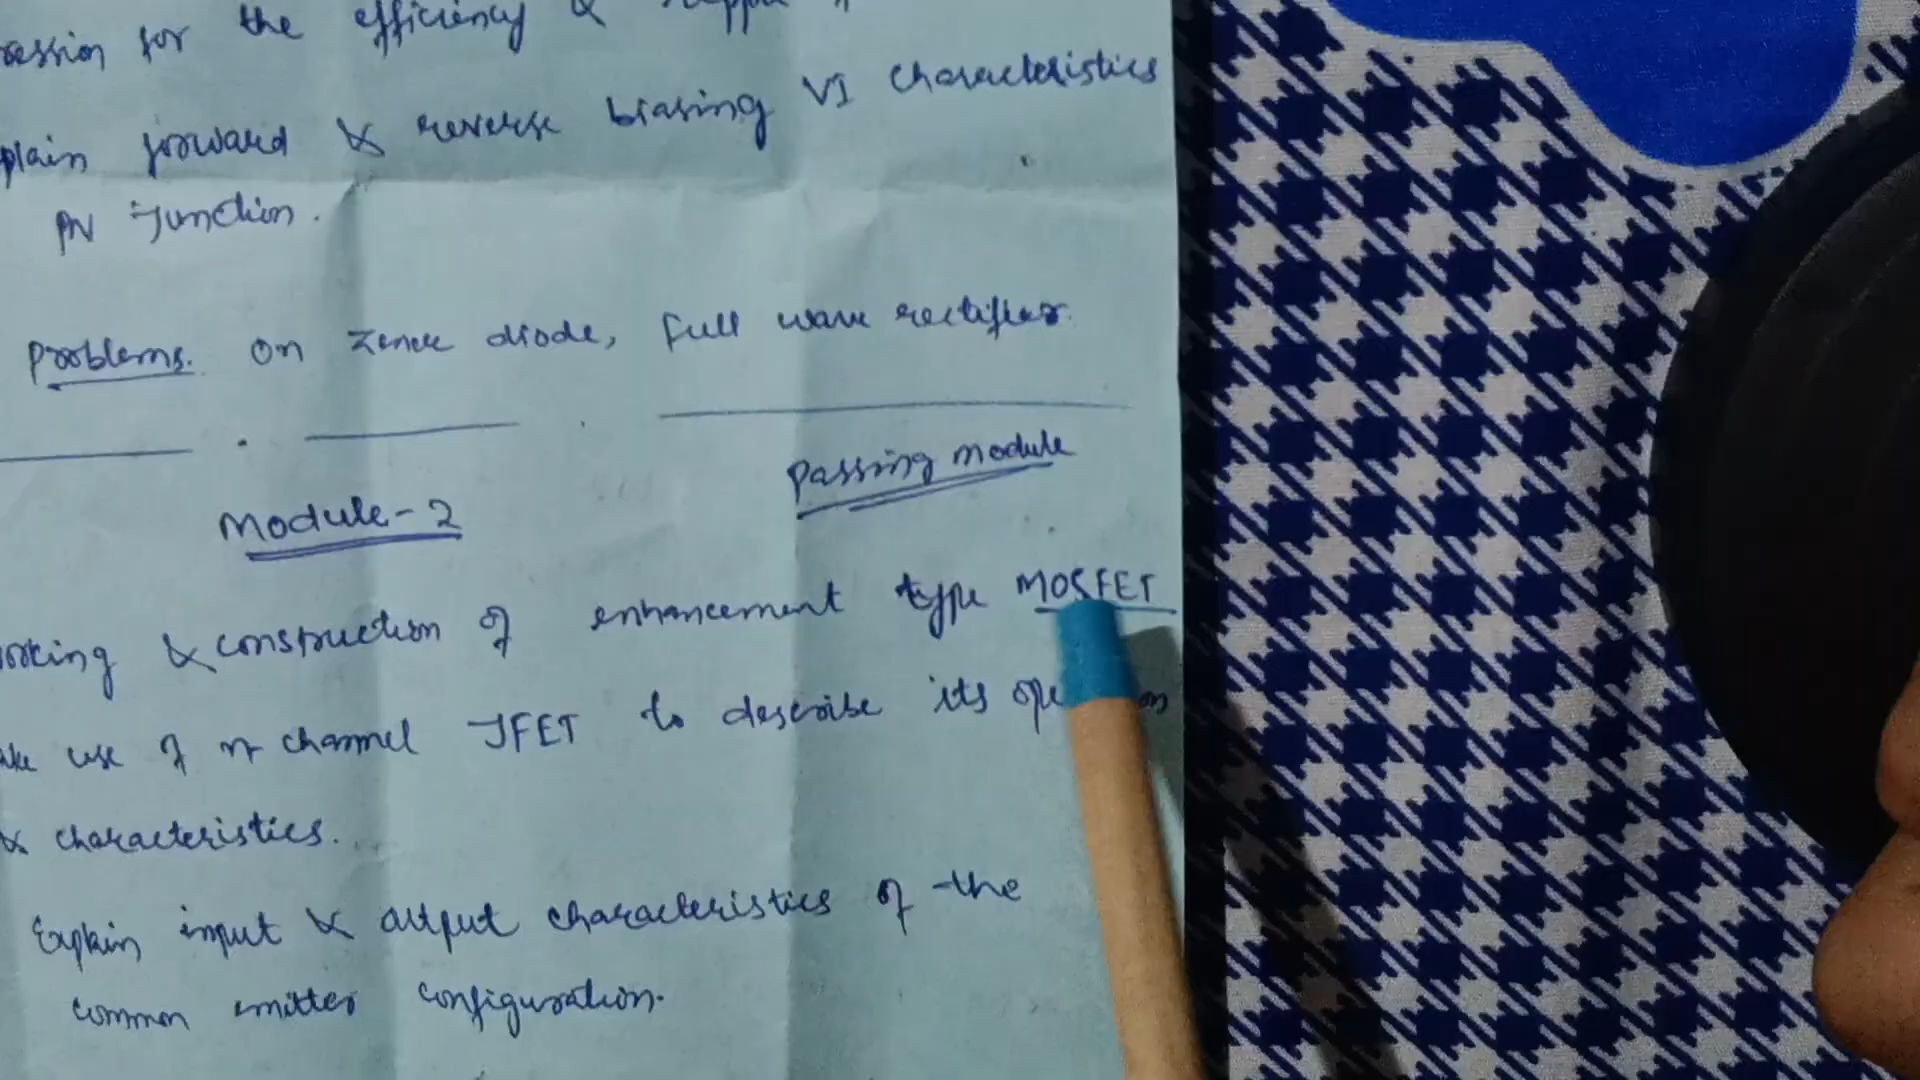 for the efficiency &
forward & reverse biasing VI characteristics
PN Junction.
Problems. on zener diode, full wave rectifier.
Passing module
Module-2
& construction of enhancement type MOSFET
use of n channel JFET to describe its
& characteristics.
Explain input & output characteristics of the
common emitter configuration.